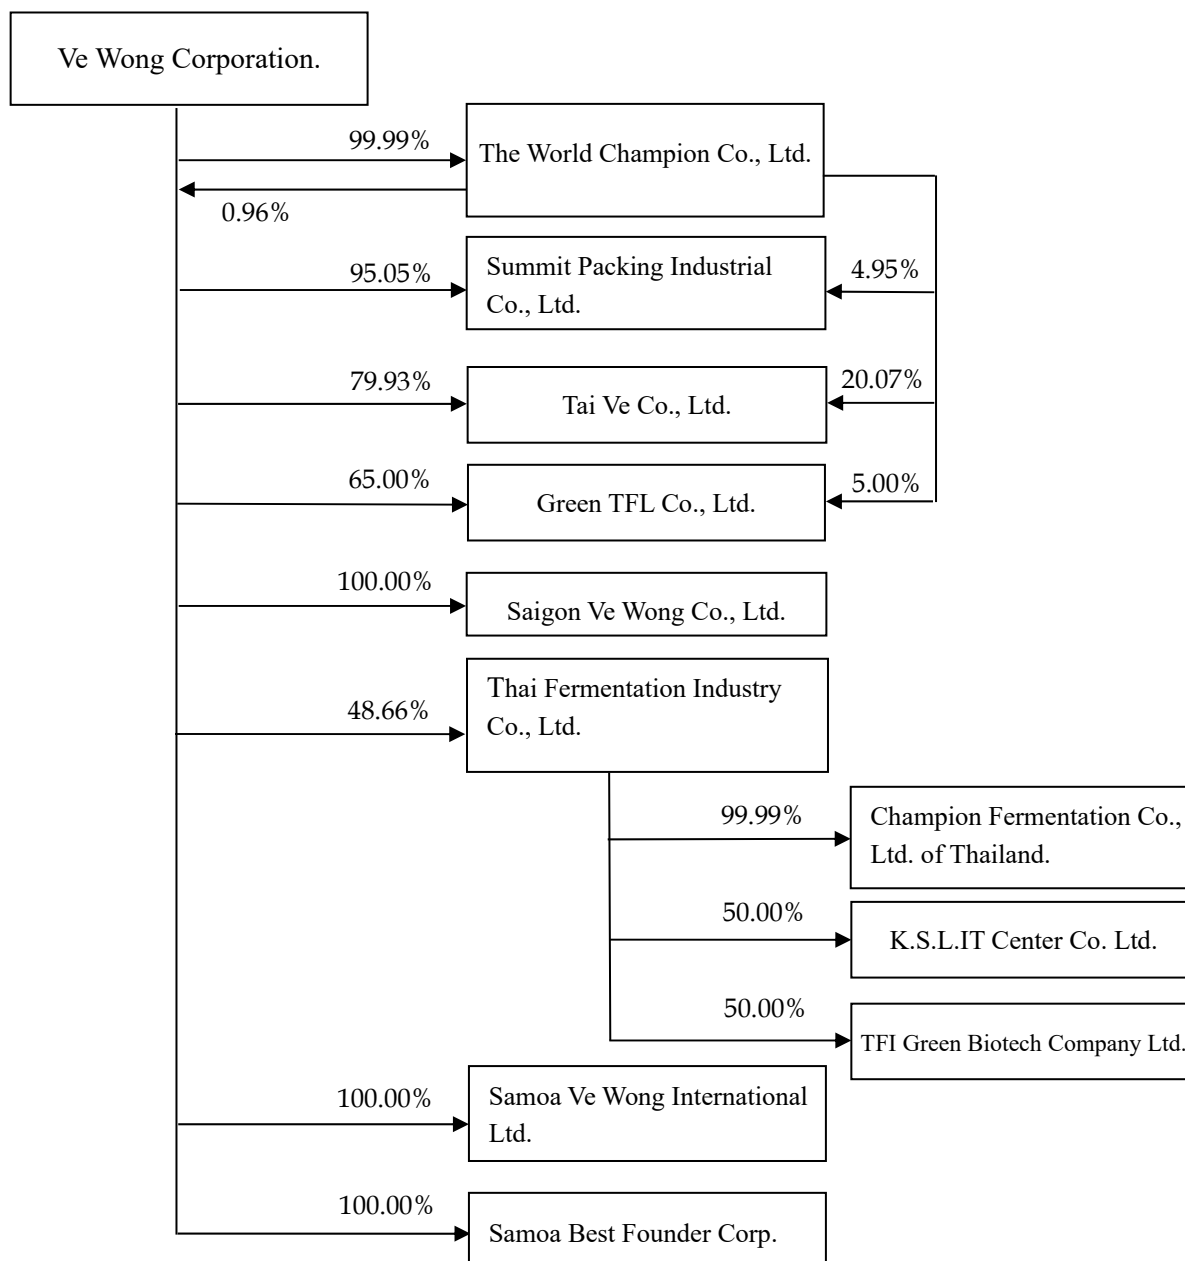 Ve Wong Corporation.
99.99%
The World Champion Co., Ltd.
0.96%
95.05%
Summit Packing Industrial
Co., Ltd.
4.95%
79.93%
Tai Ve Co., Ltd.
20.07%
65.00%
Green TFL Co., Ltd.
5.00%
100.00%
Saigon Ve Wong Co., Ltd.
48.66%
Thai Fermentation Industry
Co., Ltd.
99.99%
Champion Fermentation Co.,
Ltd. of Thailand.
50.00%
K.S.L.IT Center Co. Ltd.
50.00%
TFI Green Biotech Company Ltd.
100.00%
Samoa Ve Wong International
Ltd.
100.00%
Samoa Best Founder Corp.